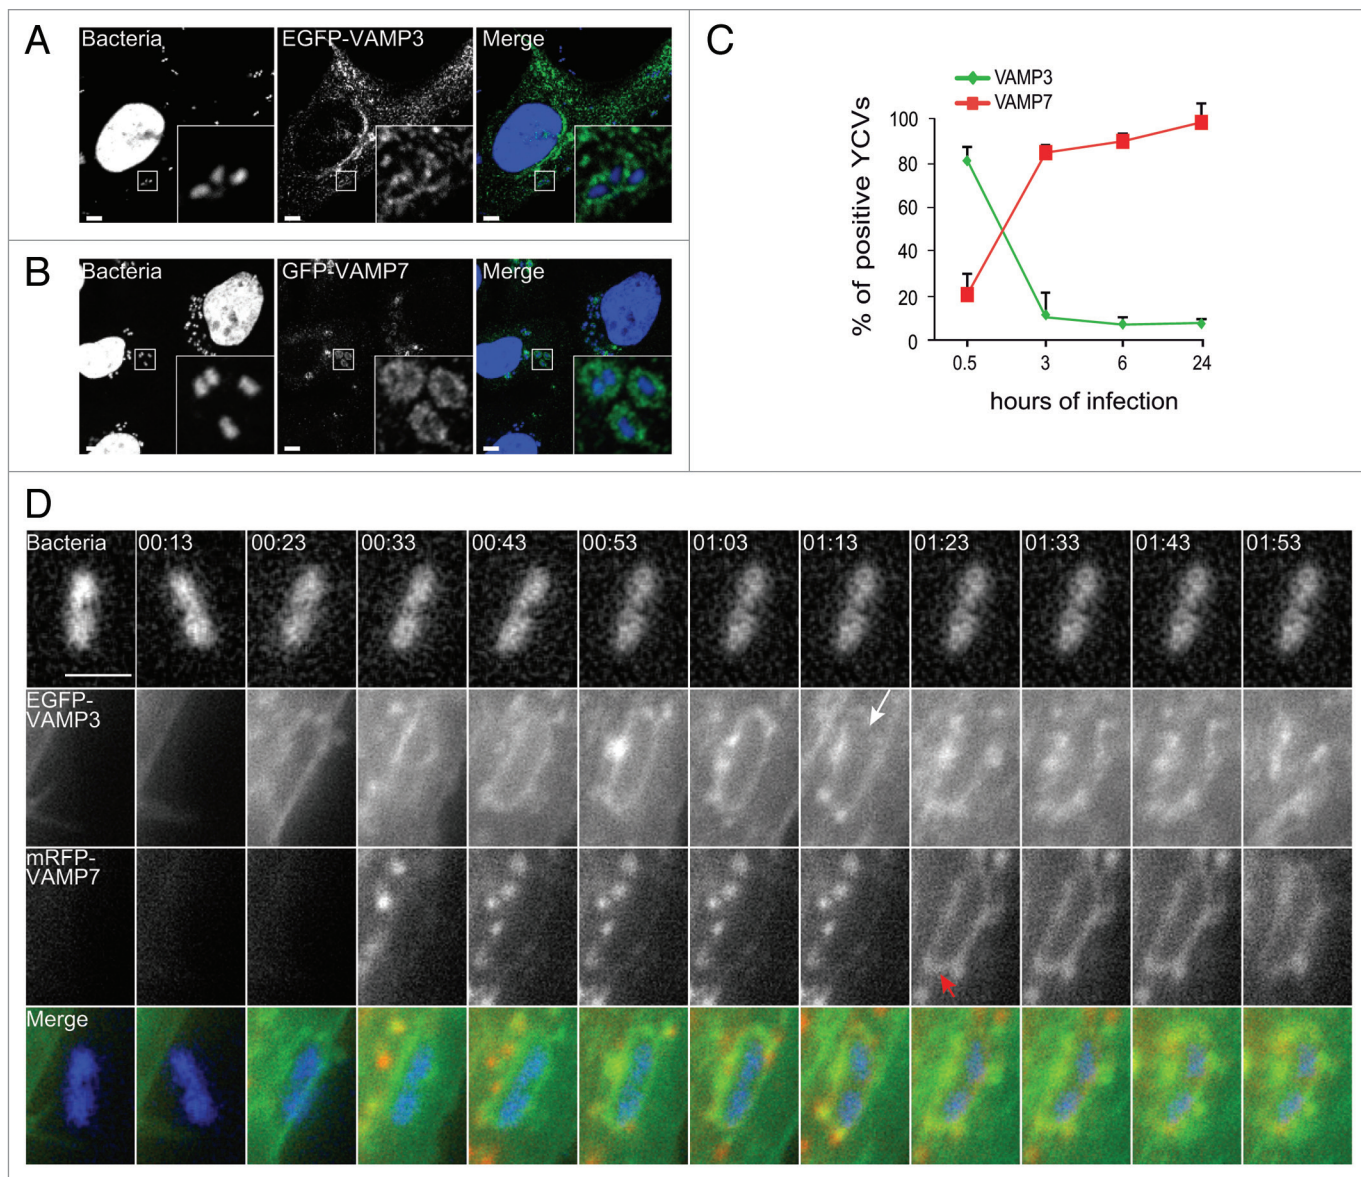 A
Bacteria
EGFP-VAMP3
Merge
B
Bacteria
GFP-VAMP7
Merge
C
VAMP3
VAMP7
% of positive YCVs
100
80
60
40
20
0
0.5
3
6
24
hours of infection
D
Bacteria
00:13
00:23
00:33
00:43
00:53
01:03
01:13
01:23
01:33
01:43
01:53
EGFP-
VAMP3
mRFP-
VAMP7
Merge